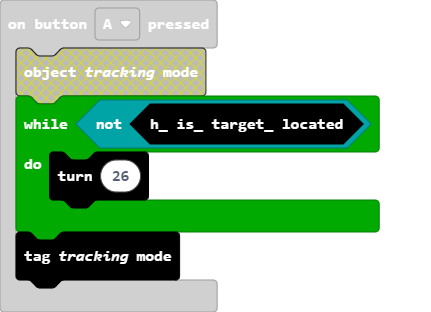 on button A pressed
object tracking mode
while not h_ is_ target_ located
do
turn 26
tag tracking mode